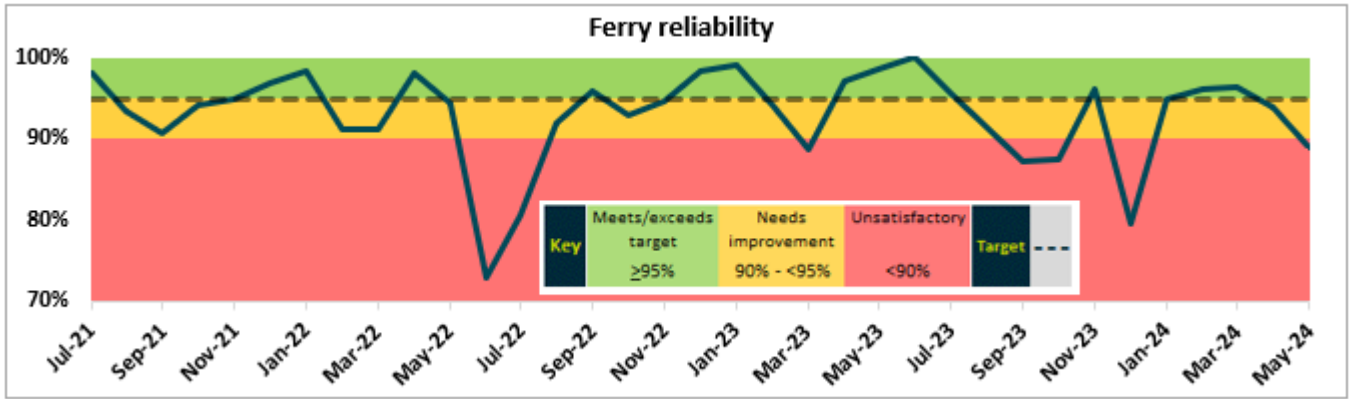 Ferry reliability
100%
90%
80%
70%
Key
Meets/exceeds target
≥95%
Needs improvement
90% - <95%
Unsatisfactory
<90%
Target
Jul-21
Sep-21
Nov-21
Jan-22
Mar-22
May-22
Jul-22
Sep-22
Nov-22
Jan-23
Mar-23
May-23
Jul-23
Sep-23
Nov-23
Jan-24
Mar-24
May-24